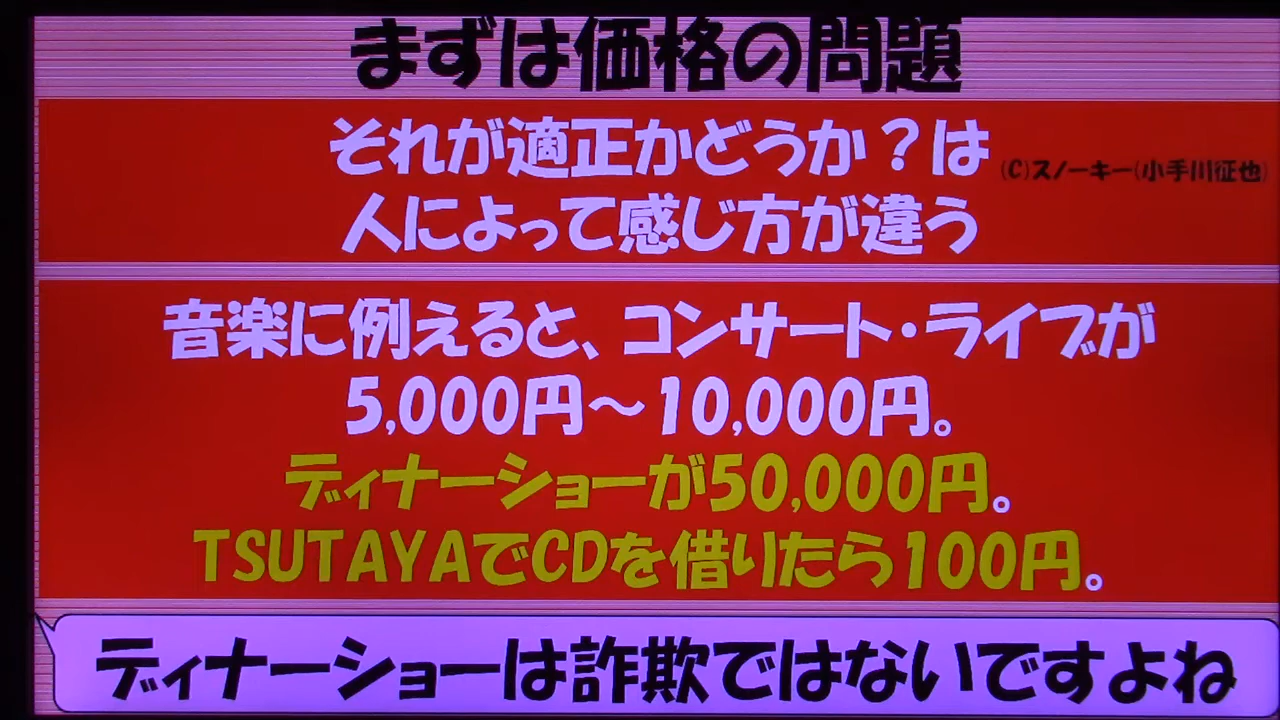 まずは価格の問題
それが適正かどうか？は
(C)スノーキー(小手川征也)
人によって感じ方が違う
音楽に例えると、コンサート・ライブが
5,000円～10,000円。
ディナーショーが50,000円。
TSUTAYAでCDを借りたら100円。
ディナーショーは詐欺ではないですよね